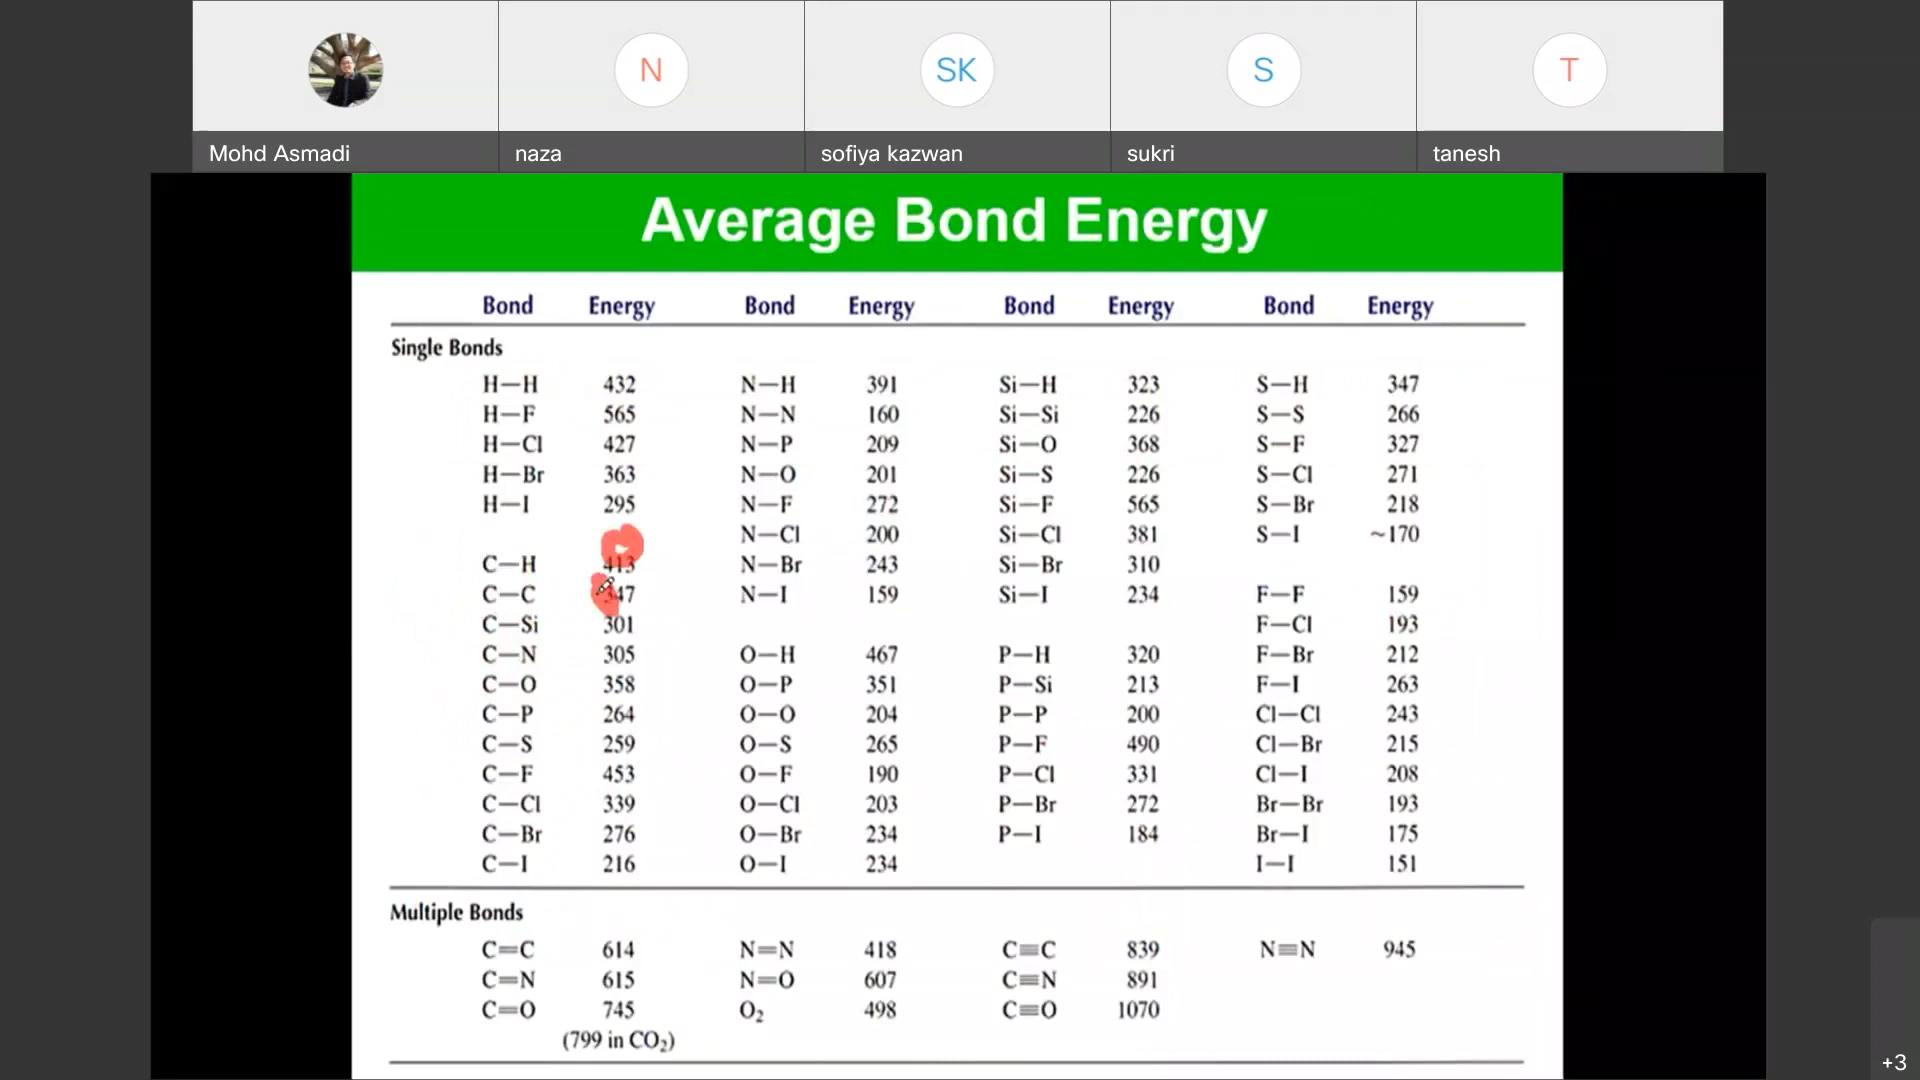 N SK S T
Mohd Asmadi naza sofiya kazwan sukri tanesh
Average Bond Energy
Bond Energy Bond Energy Bond Energy Bond Energy
Single Bonds
H—H 432 N—H 391 Si—H 323 S—H 347
H—F 565 N—N 160 Si—Si 226 S—S 266
H—Cl 427 N—P 209 Si—O 368 S—F 327
H—Br 363 N—O 201 Si—S 226 S—Cl 271
H—I 295 N—F 272 Si—F 565 S—Br 218
N—Cl 200 Si—Cl 381 S—I ~170
C—H 413 N—Br 243 Si—Br 310
C—C 347 N—I 159 Si—I 234 F—F 159
C—Si 301 F—Cl 193
C—N 305 O—H 467 P—H 320 F—Br 212
C—O 358 O—P 351 P—Si 213 F—I 263
C—P 264 O—O 204 P—P 200 Cl—Cl 243
C—S 259 O—S 265 P—F 490 Cl—Br 215
C—F 453 O—F 190 P—Cl 331 Cl—I 208
C—Cl 339 O—Cl 203 P—Br 272 Br—Br 193
C—Br 276 O—Br 234 P—I 184 Br—I 175
C—I 216 O—I 234 I—I 151
Multiple Bonds
C=C 614 N=N 418 C≡C 839 N≡N 945
C=N 615 N=O 607 C≡N 891
C=O 745 O₂ 498 C≡O 1070
(799 in CO₂)
+3